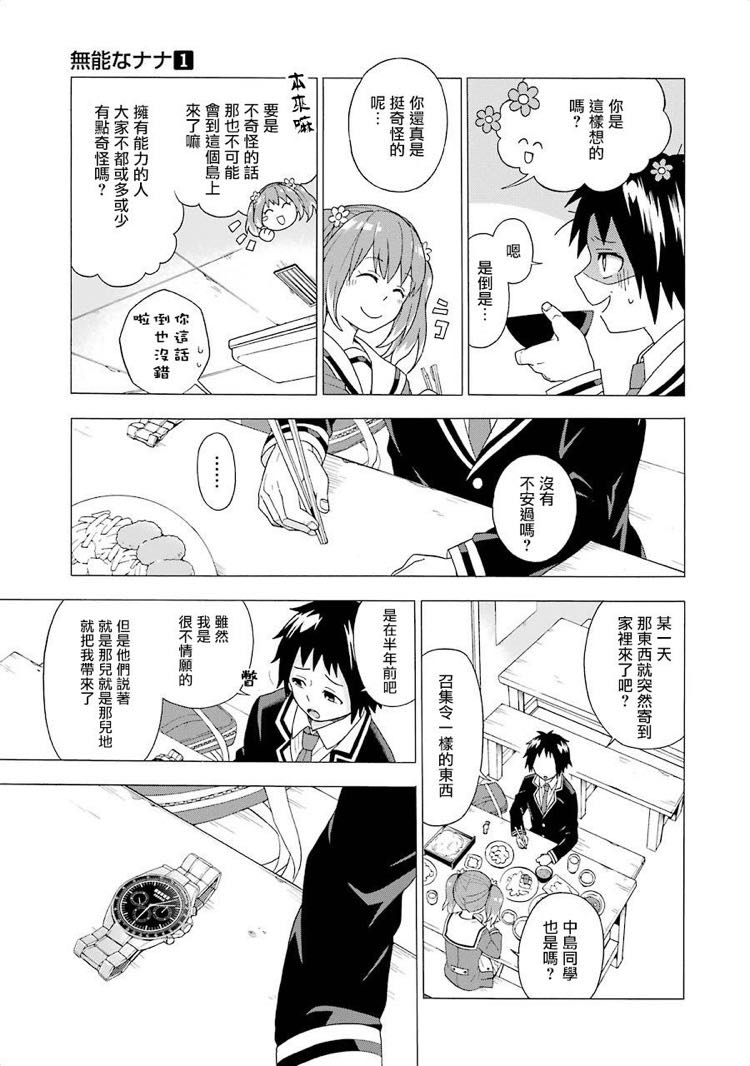 無能なナナ1
你是
這樣想的
嗎?
嗯
是倒是…
你還真是
挺奇怪的
呢…
ニコ
本來嘛
要是
不奇怪的話
那也不可能
會到這個島上
來了嘛
擁有能力的人
大家不都或多或少
有點奇怪嗎?
你這話
倒也沒錯
啦
沒有
不安過嗎?
……
某一天
那東西就突然寄到
家裡來了吧?
召集令一樣的東西
中島同學
也是嗎?
是在半年前吧
雖然
我是
很不情願的
瞥
但是他們說著
就是那兒就是那兒地
就把我帶來了